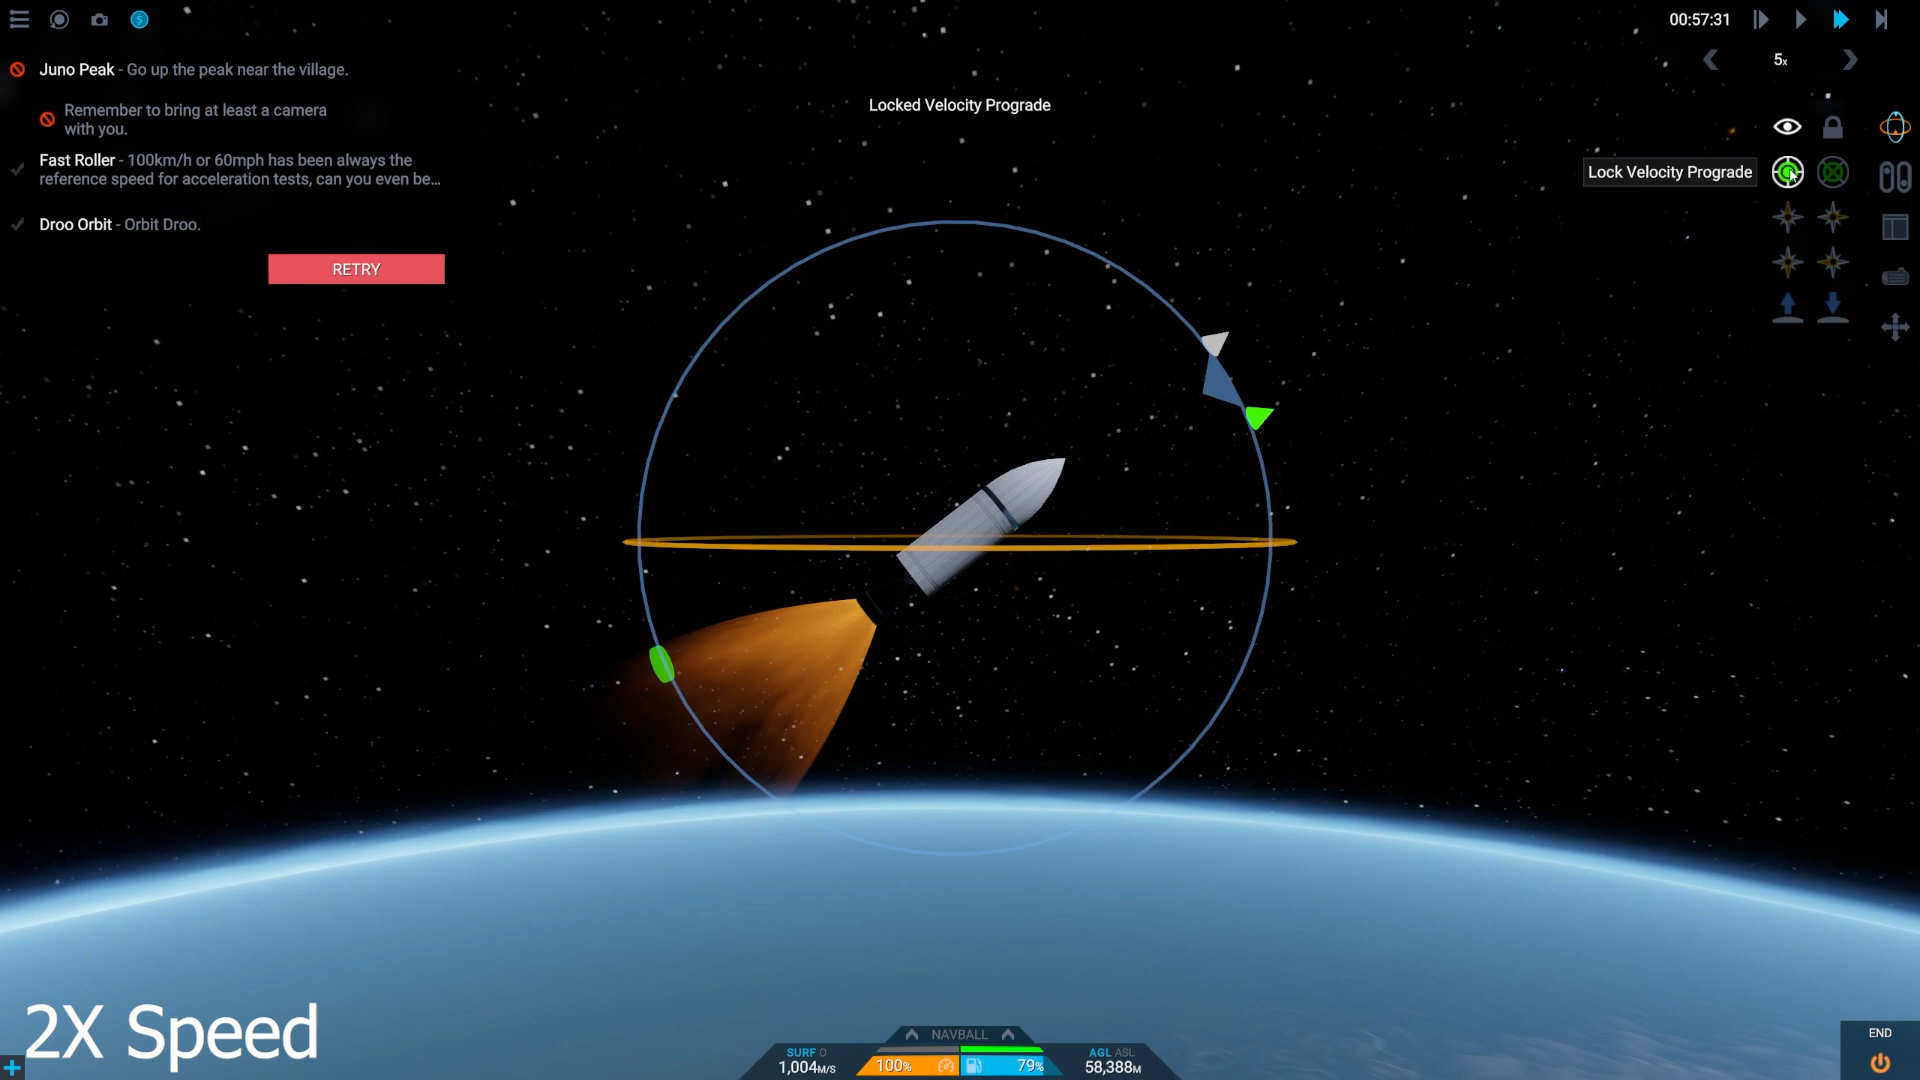 00:57:31
5x
Juno Peak - Go up the peak near the village.
Remember to bring at least a camera
with you.
Fast Roller - 100km/h or 60mph has been always the
reference speed for acceleration tests, can you even be...
Droo Orbit - Orbit Droo.
RETRY
Locked Velocity Prograde
Lock Velocity Prograde
2X Speed
NAVBALL
SURF O
1,004M/S
100%
79%
AGL ASL
58,388M
END